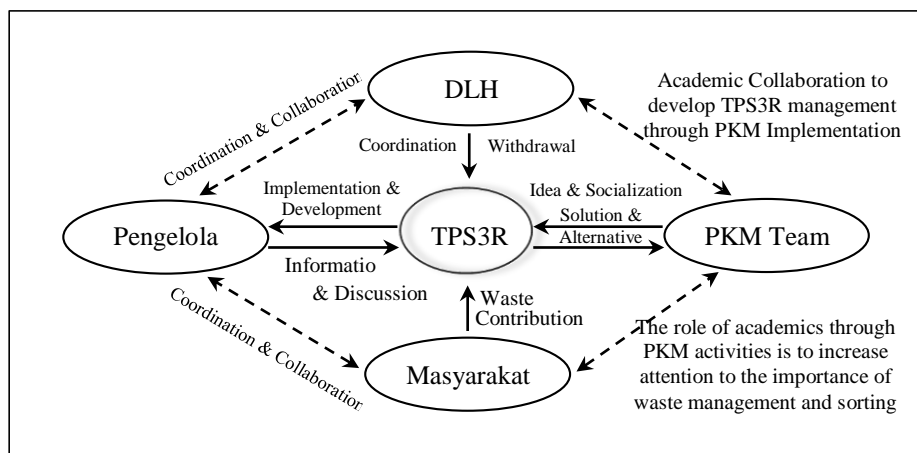 DLH
Coordination & Collaboration
Academic Collaboration to
develop TPS3R management
through PKM Implementation
Coordination
Withdrawal
Implementation &
Development
Idea & Socialization
Solution &
Alternative
Pengelola
TPS3R
PKM Team
Informatio
& Discussion
Waste
Contribution
Coordination & Collaboration
Masyarakat
The role of academics through
PKM activities is to increase
attention to the importance of
waste management and sorting